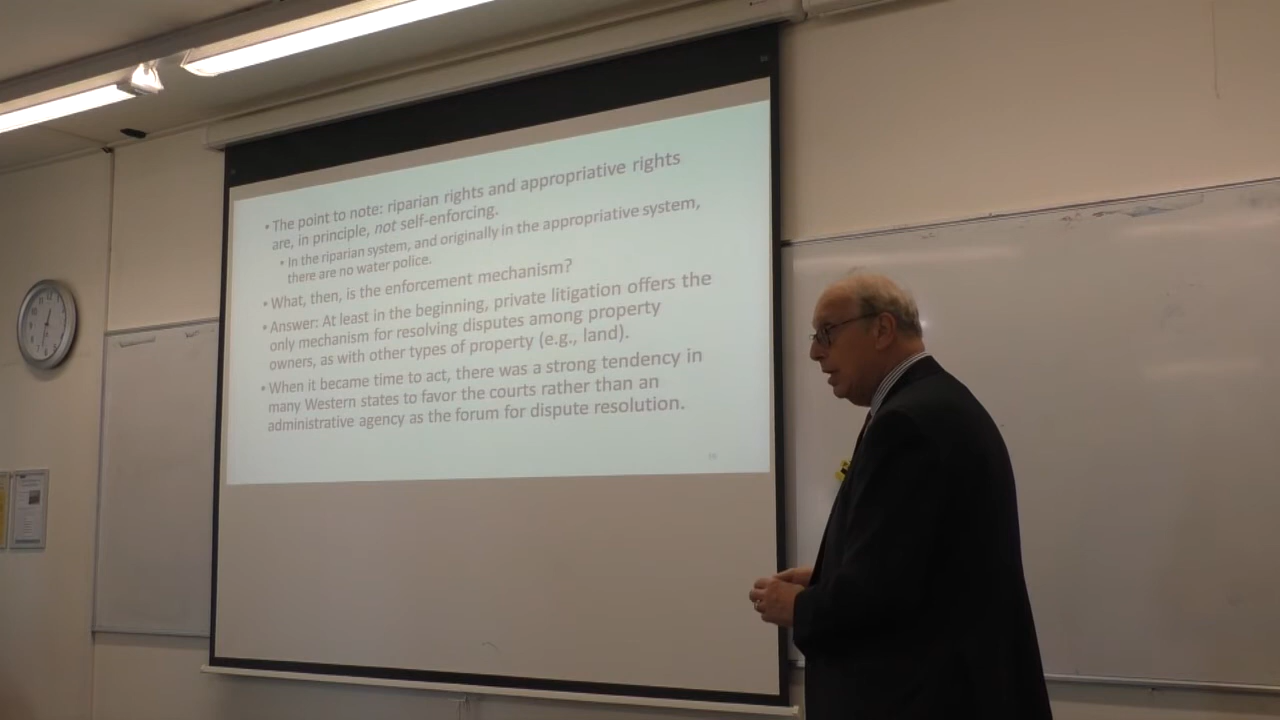 • The point to note: riparian rights and appropriative rights
are, in principle, not self-enforcing.
• In the riparian system, and originally in the appropriative system,
there are no water police.
• What, then, is the enforcement mechanism?
• Answer: At least in the beginning, private litigation offers the
only mechanism for resolving disputes among property
owners, as with other types of property (e.g., land).
• When it became time to act, there was a strong tendency in
many Western states to favor the courts rather than an
administrative agency as the forum for dispute resolution.